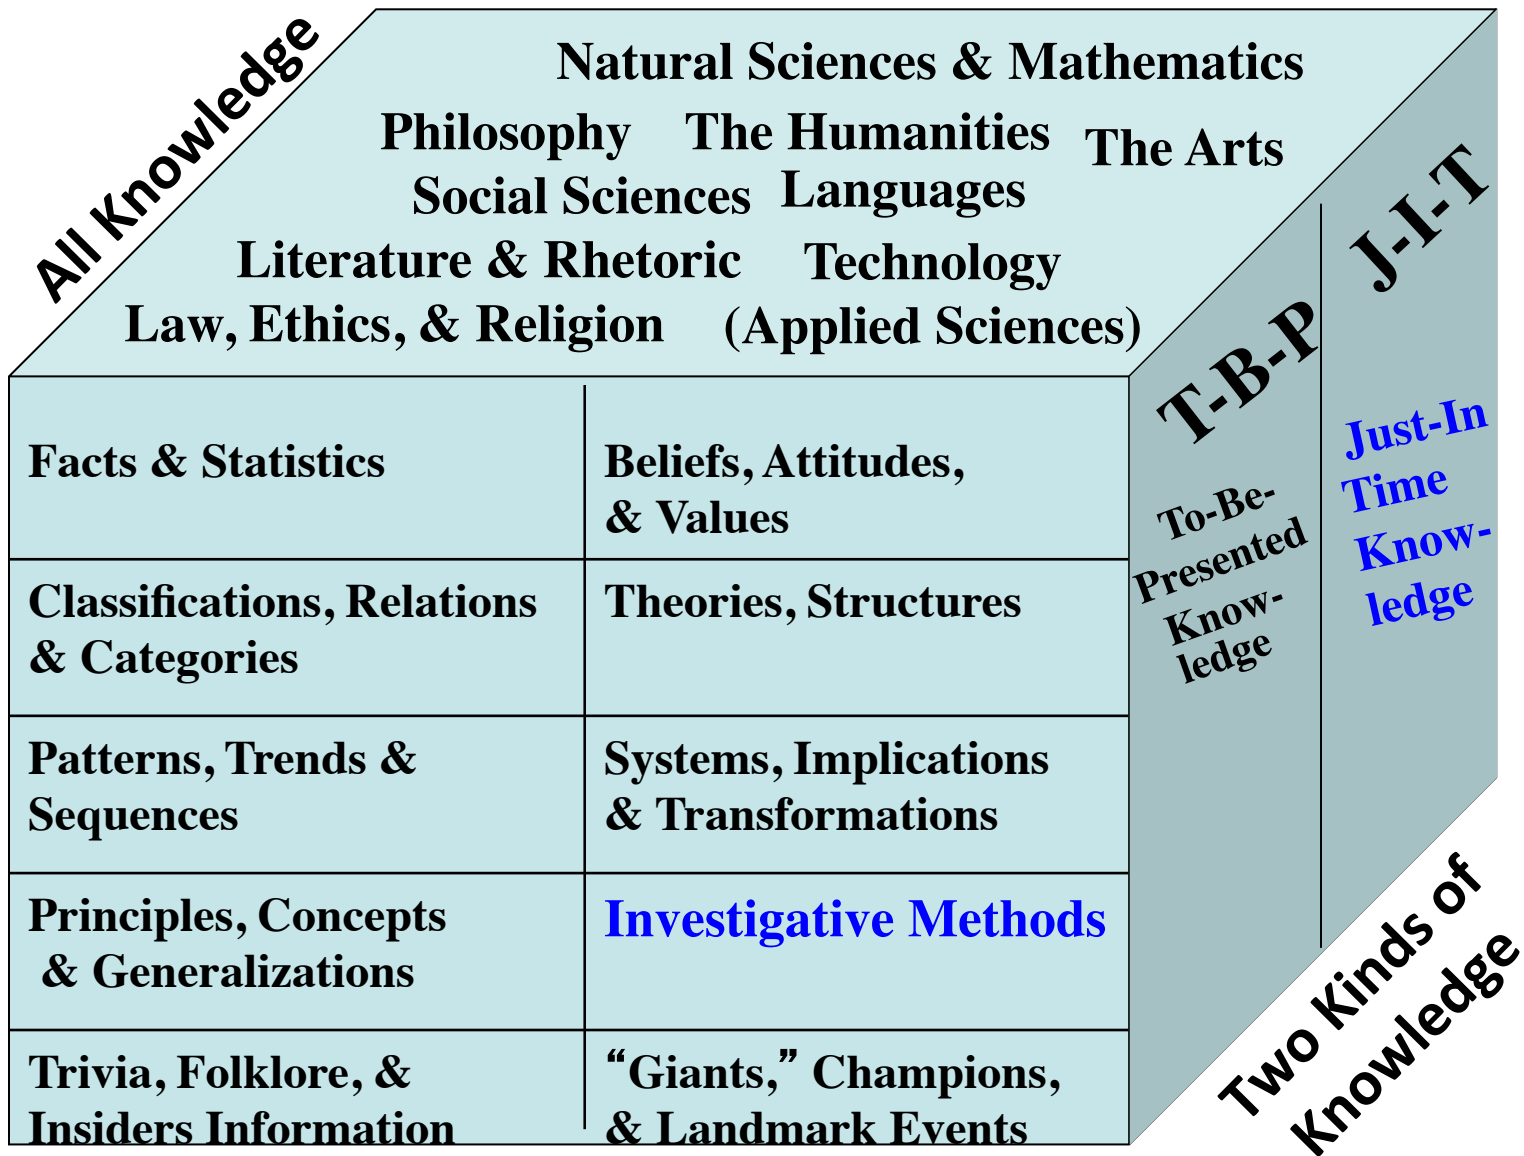 All Knowledge
Natural Sciences & Mathematics
Philosophy The Humanities The Arts
Social Sciences Languages
Literature & Rhetoric Technology
Law, Ethics, & Religion (Applied Sciences)
Facts & Statistics
Beliefs, Attitudes,
& Values
Classifications, Relations
& Categories
Theories, Structures
Patterns, Trends &
Sequences
Systems, Implications
& Transformations
Principles, Concepts
& Generalizations
Investigative Methods
Trivia, Folklore, &
Insiders Information
“Giants,” Champions,
& Landmark Events
T-B-P
To-Be-
Presented
Know-
ledge
J-I-T
Just-In
Time
Know-
ledge
Two Kinds of
Knowledge